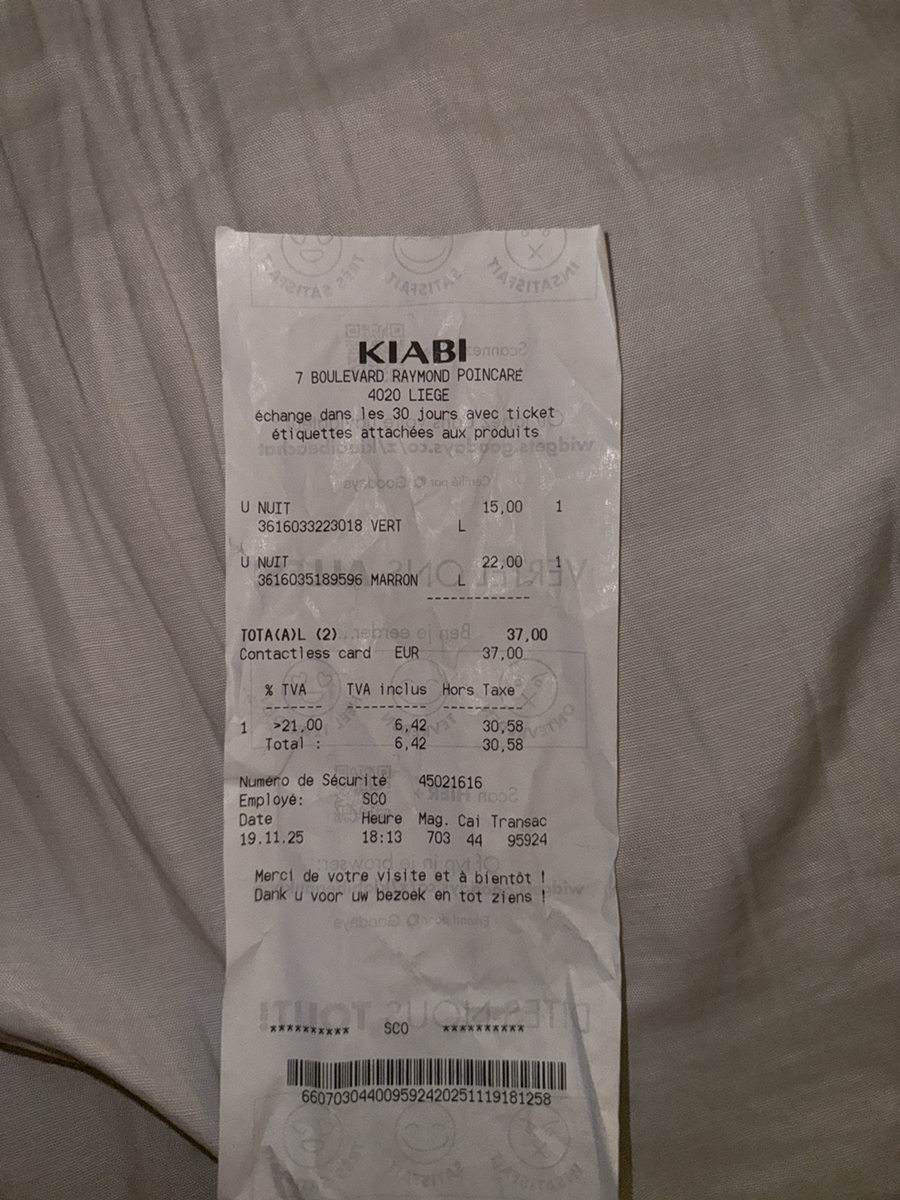 KIABI
7 BOULEVARD RAYMOND POINCARÉ
4020 LIEGE
échange dans les 30 jours avec ticket
étiquettes attachées aux produits
U NUIT 15,00 1
3616033223018 VERT L
U NUIT 22,00 1
3616035189596 MARRON L
------------
TOTA(A)L (2) 37,00
Contactless card EUR 37,00
% TVA TVA inclus Hors Taxe
------- ---------- ----------
1 >21,00 6,42 30,58
Total : 6,42 30,58
Numéro de Sécurité 45021616
Employé: SCO
Date Heure Mag. Cai Transac
19.11.25 18:13 703 44 95924
Merci de votre visite et à bientôt !
Dank u voor uw bezoek en tot ziens !
********** SCO **********
6607030440095924202511191812​58